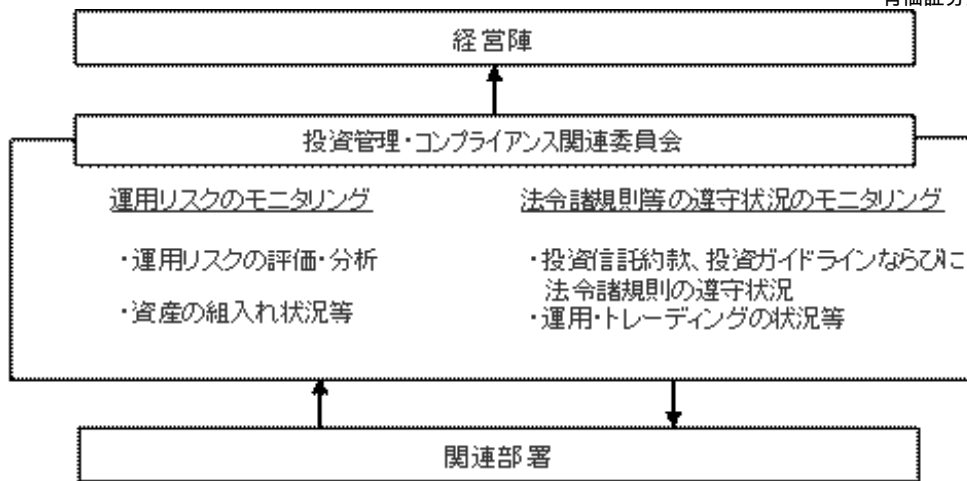 経営陣
投資管理・コンプライアンス関連委員会
運用リスクのモニタリング
法令諸規則等の遵守状況のモニタリング
・運用リスクの評価・分析
・資産の組入れ状況等
・投資信託約款、投資ガイドラインならびに
法令諸規則の遵守状況
・運用・トレーディングの状況等
関連部署